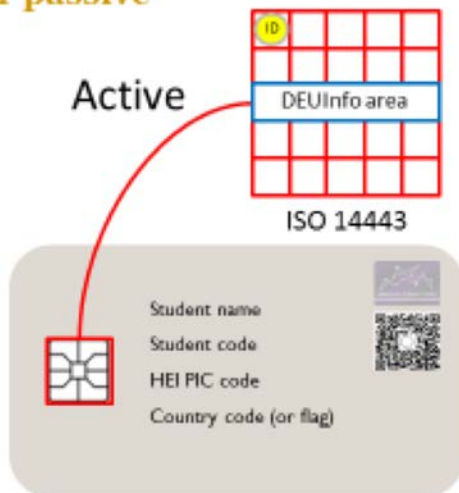 r passive
ID
Active
DEUInfo area
ISO 14443
Student name
Student code
HEI PIC code
Country code (or flag)